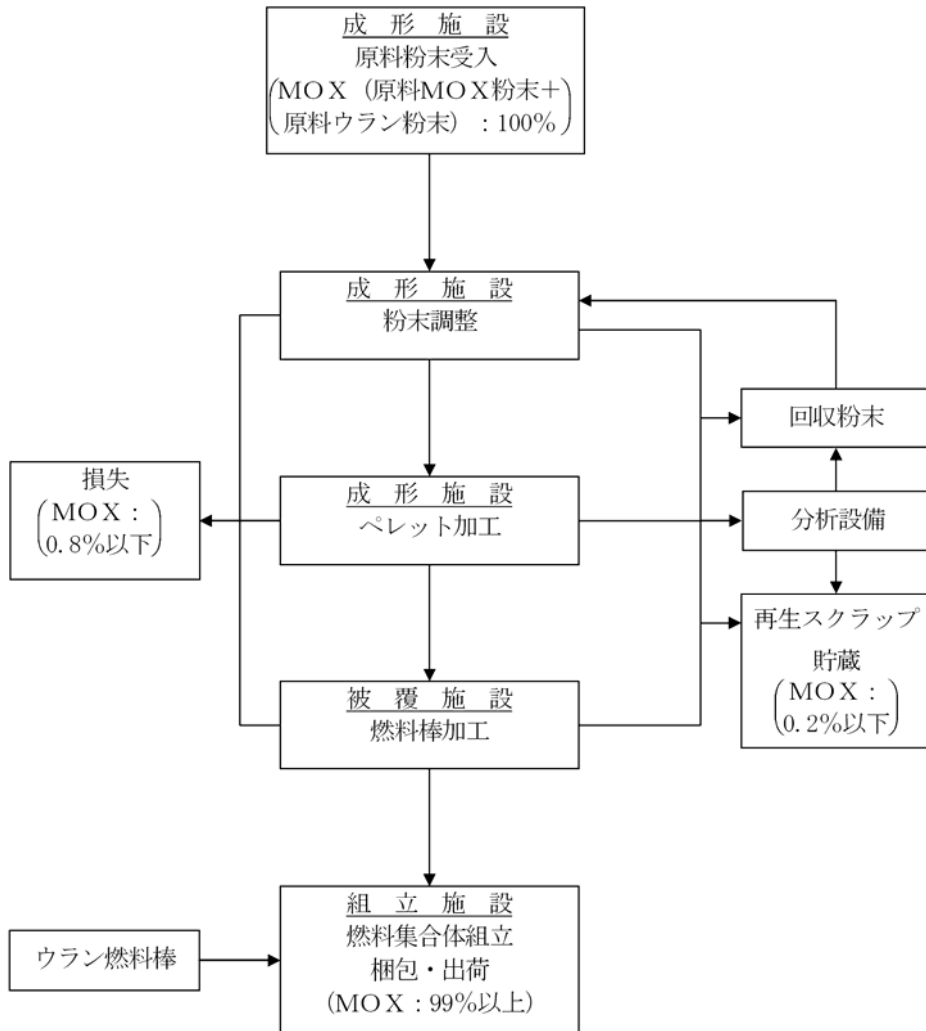 成 形 施 設
原料粉末受入
(MOX (原料MOX粉末+
原料ウラン粉末) : 100%)
成 形 施 設
粉末調整
回収粉末
損失
(MOX :
0.8%以下)
成 形 施 設
ペレット加工
分析設備
再生スクラップ
貯蔵
(MOX :
0.2%以下)
被 覆 施 設
燃料棒加工
組 立 施 設
燃料集合体組立
梱包・出荷
(MOX : 99%以上)
ウラン燃料棒